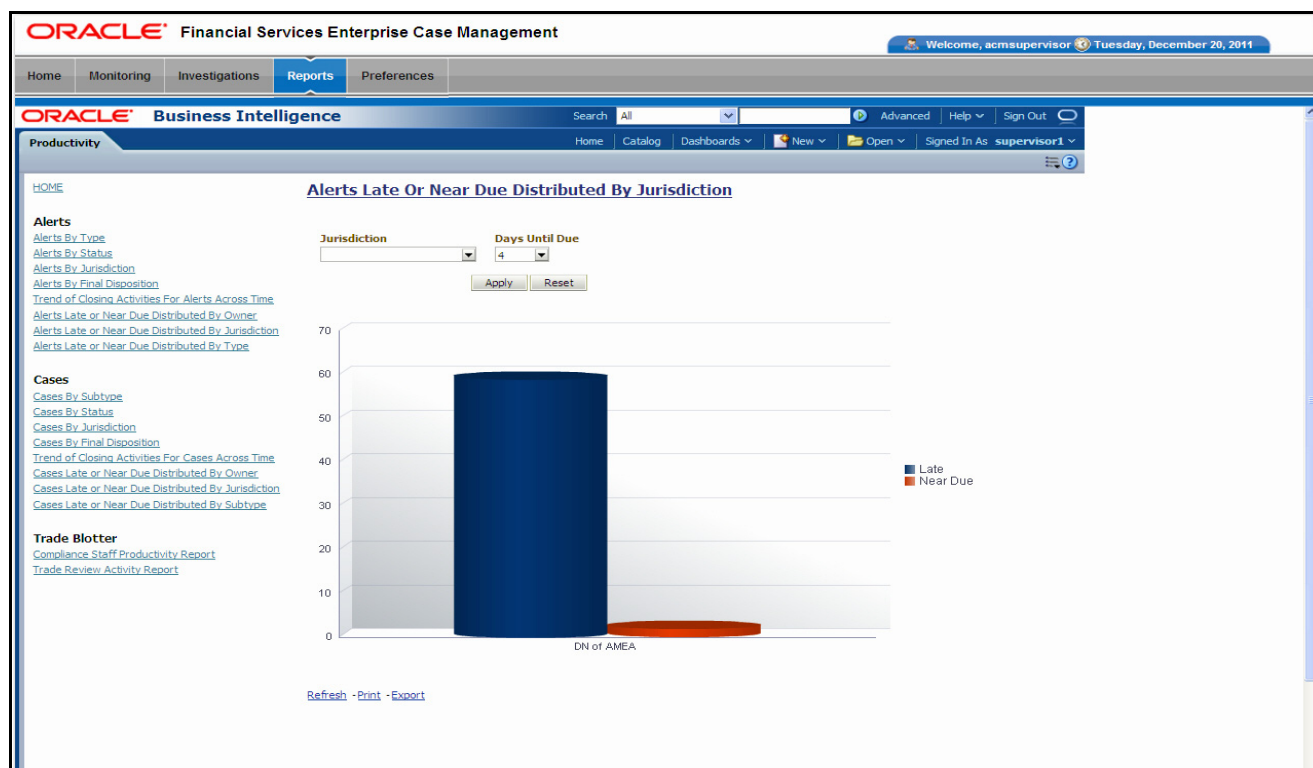 ORACLE Financial Services Enterprise Case Management
Welcome, acmsupervisor Tuesday, December 20, 2011
Home Monitoring Investigations Reports Preferences
ORACLE Business Intelligence
Search All Advanced Help Sign Out
Productivity
Home Catalog Dashboards New Open Signed In As supervisor1
HOME
Alerts
Alerts By Type
Alerts By Status
Alerts By Jurisdiction
Alerts By Final Disposition
Trend of Closing Activities For Alerts Across Time
Alerts Late or Near Due Distributed By Owner
Alerts Late or Near Due Distributed By Jurisdiction
Alerts Late or Near Due Distributed By Type
Cases
Cases By Subtype
Cases By Status
Cases By Jurisdiction
Cases By Final Disposition
Trend of Closing Activities For Cases Across Time
Cases Late or Near Due Distributed By Owner
Cases Late or Near Due Distributed By Jurisdiction
Cases Late or Near Due Distributed By Subtype
Trade Blotter
Compliance Staff Productivity Report
Trade Review Activity Report
Alerts Late Or Near Due Distributed By Jurisdiction
Jurisdiction Days Until Due
4
Apply Reset
70
60
50
40
30
20
10
0
DN of AMEA
Late
Near Due
Refresh - Print - Export